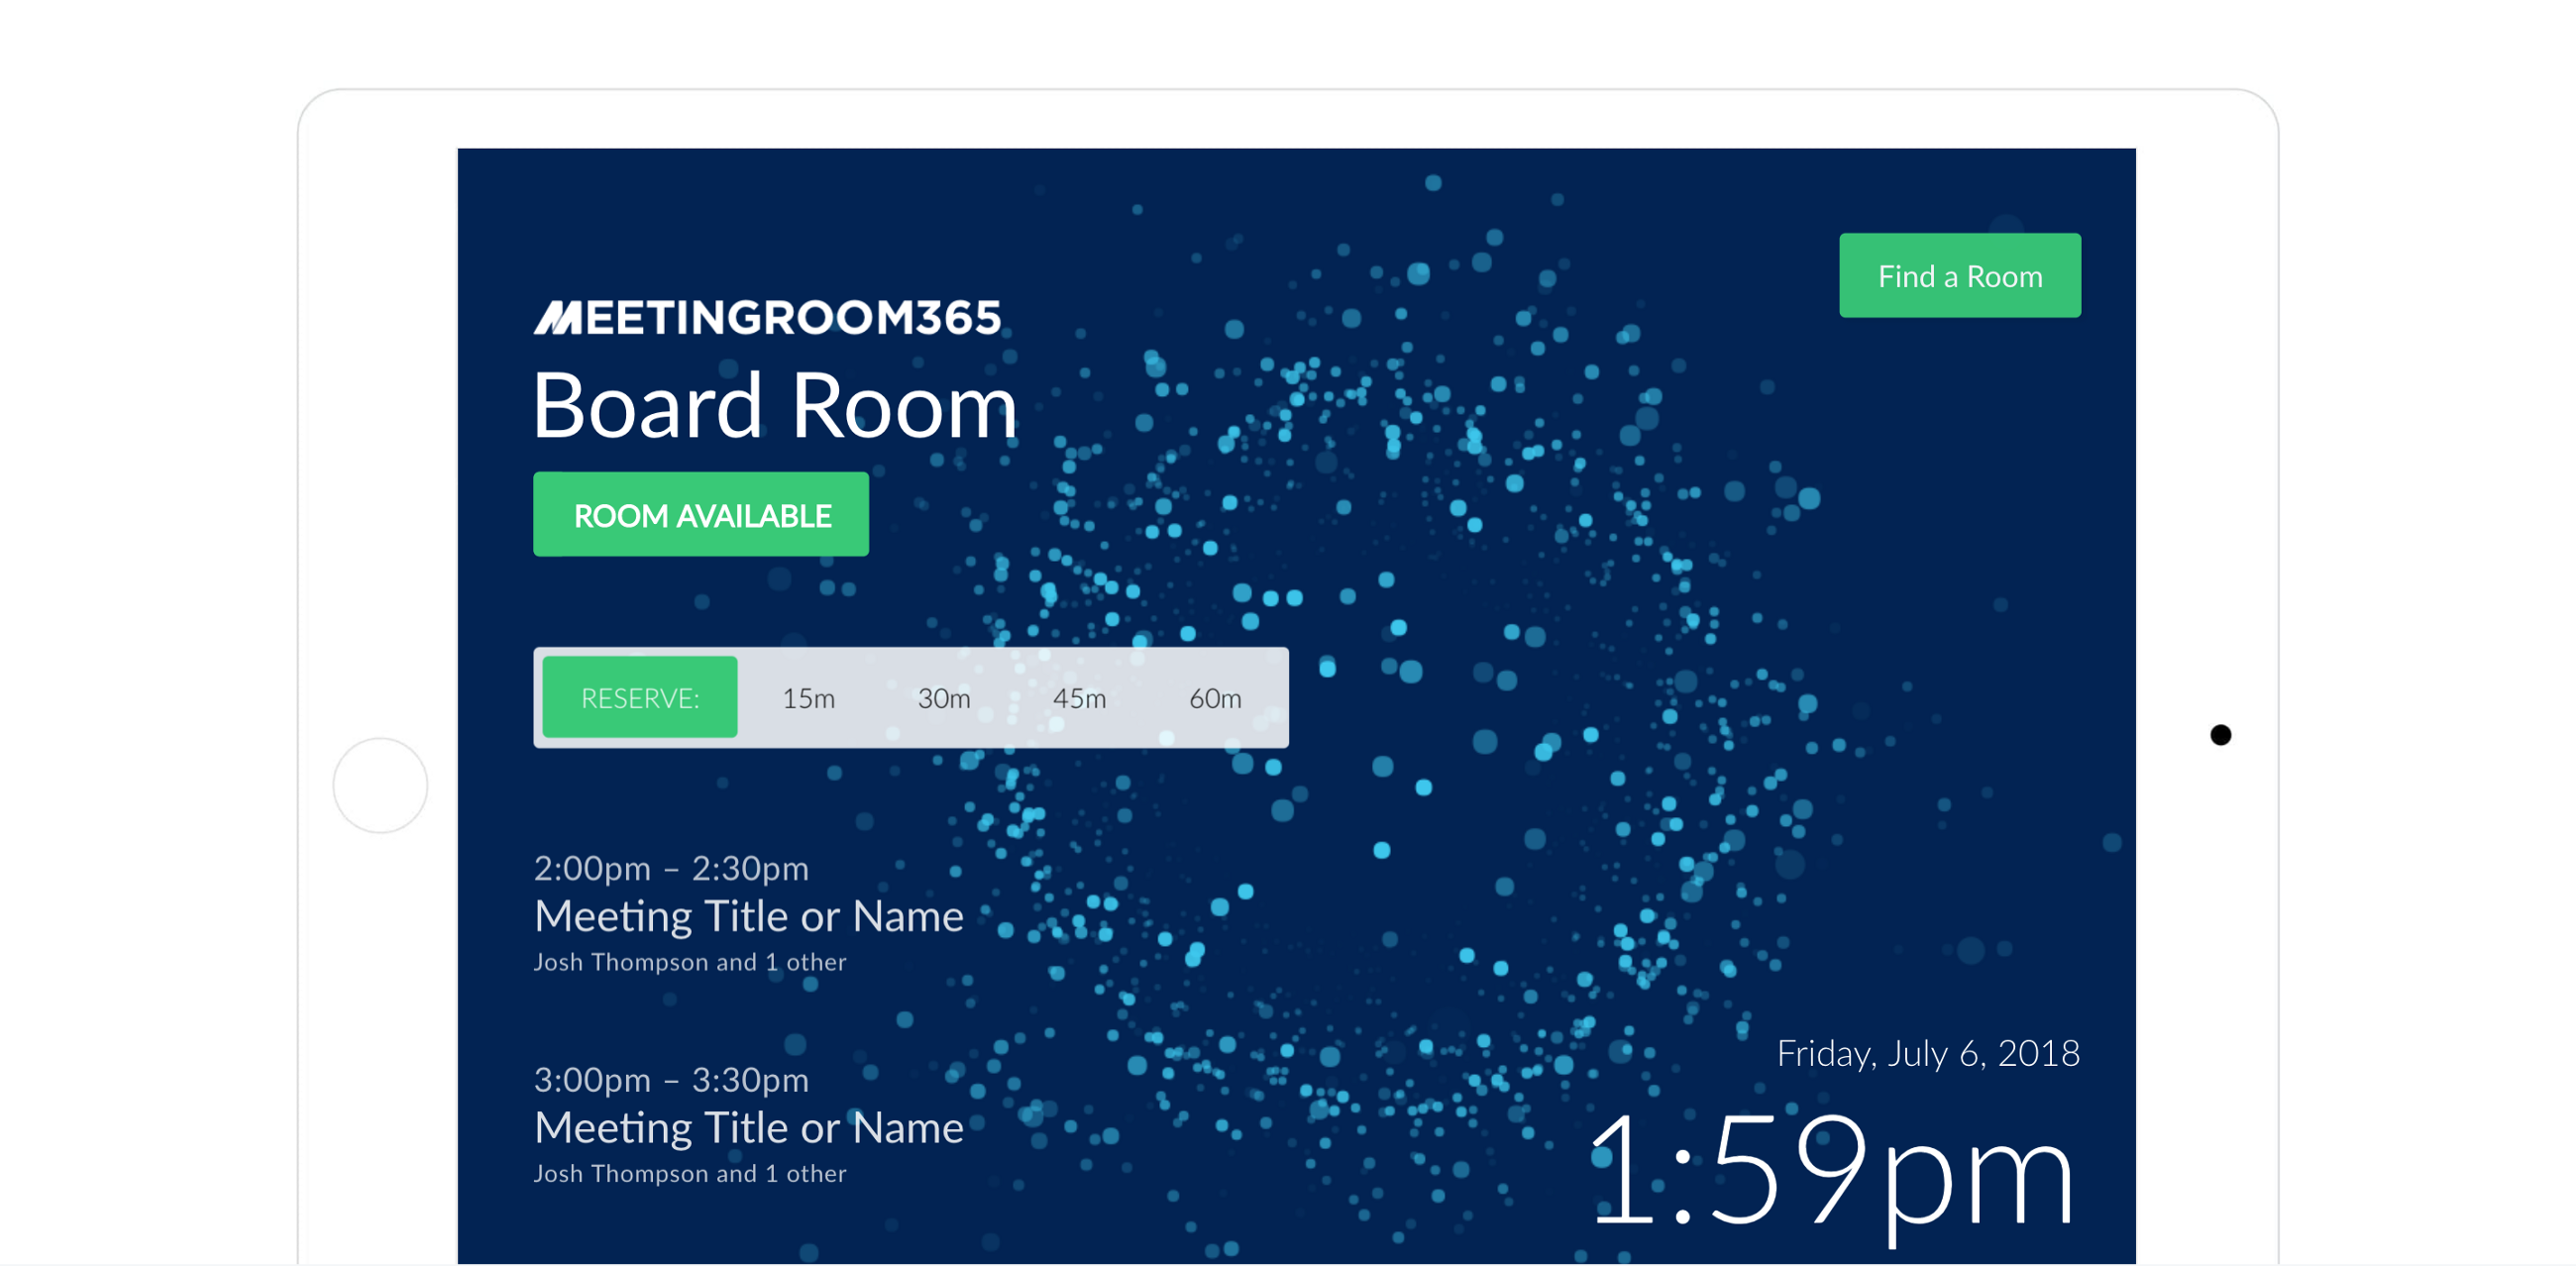 MEETINGROOM365
Find a Room
Board Room
ROOM AVAILABLE
RESERVE: 15m 30m 45m 60m
2:00pm – 2:30pm
Meeting Title or Name
Josh Thompson and 1 other
3:00pm – 3:30pm
Meeting Title or Name
Josh Thompson and 1 other
Friday, July 6, 2018
1:59pm